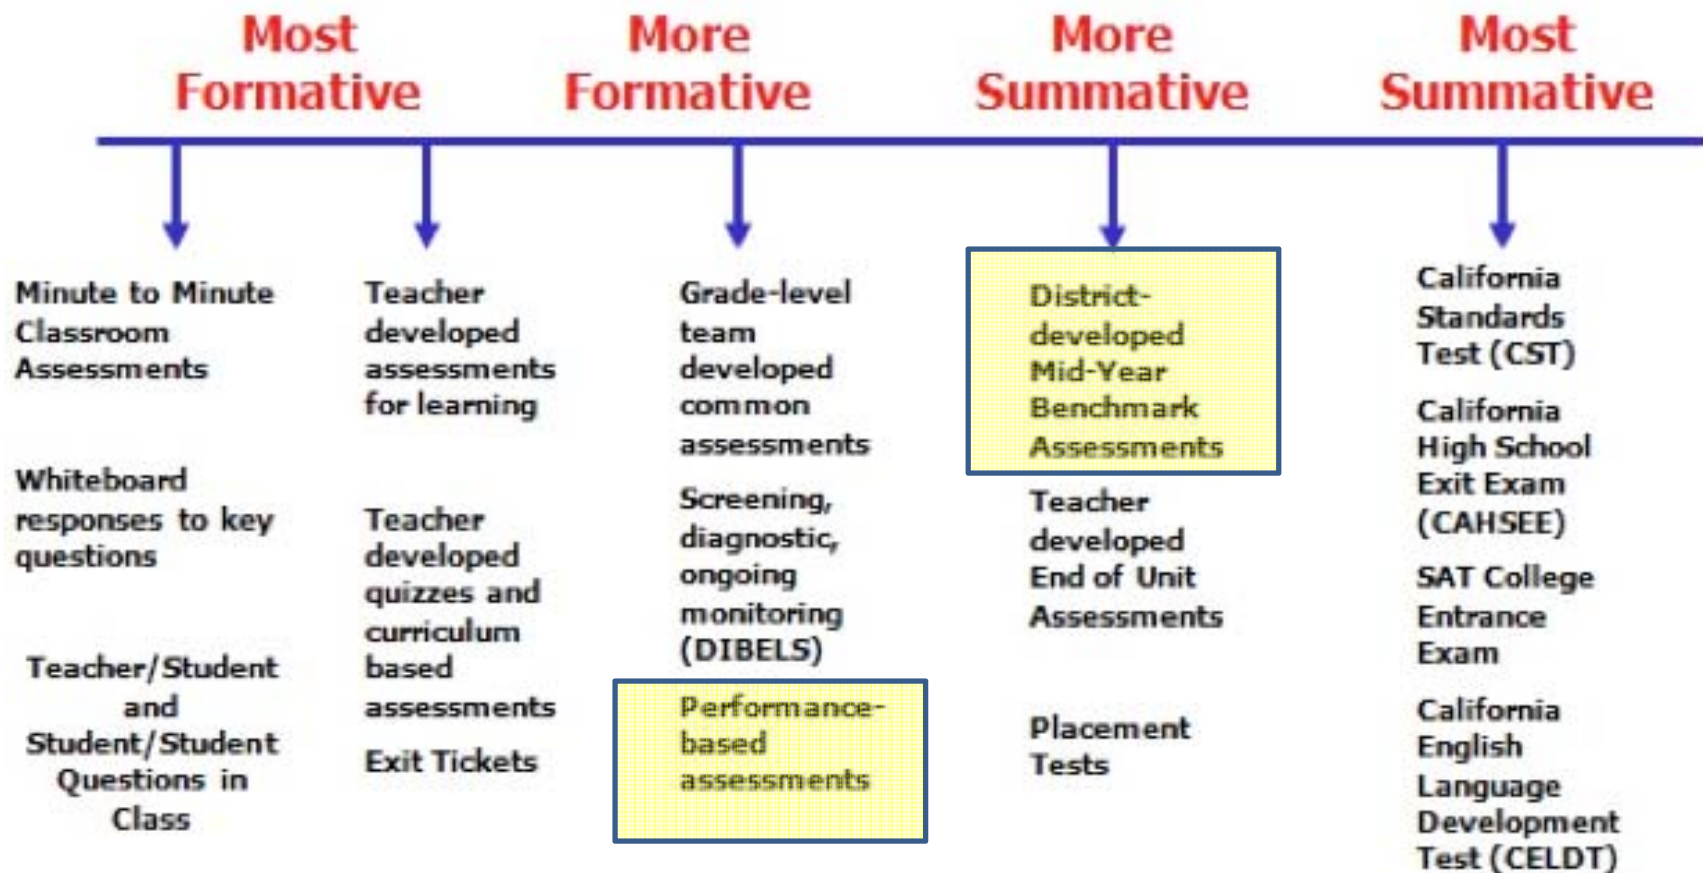 Most
Formative
More
Formative
More
Summative
Most
Summative
Minute to Minute
Classroom
Assessments
Whiteboard
responses to key
questions
Teacher/Student
and
Student/Student
Questions in
Class
Teacher
developed
assessments
for learning
Teacher
developed
quizzes and
curriculum
based
assessments
Exit Tickets
Grade-level
team
developed
common
assessments
Screening,
diagnostic,
ongoing
monitoring
(DIBELS)
Performance-
based
assessments
District-
developed
Mid-Year
Benchmark
Assessments
Teacher
developed
End of Unit
Assessments
Placement
Tests
California
Standards
Test (CST)
California
High School
Exit Exam
(CAHSEE)
SAT College
Entrance
Exam
California
English
Language
Development
Test (CELDT)